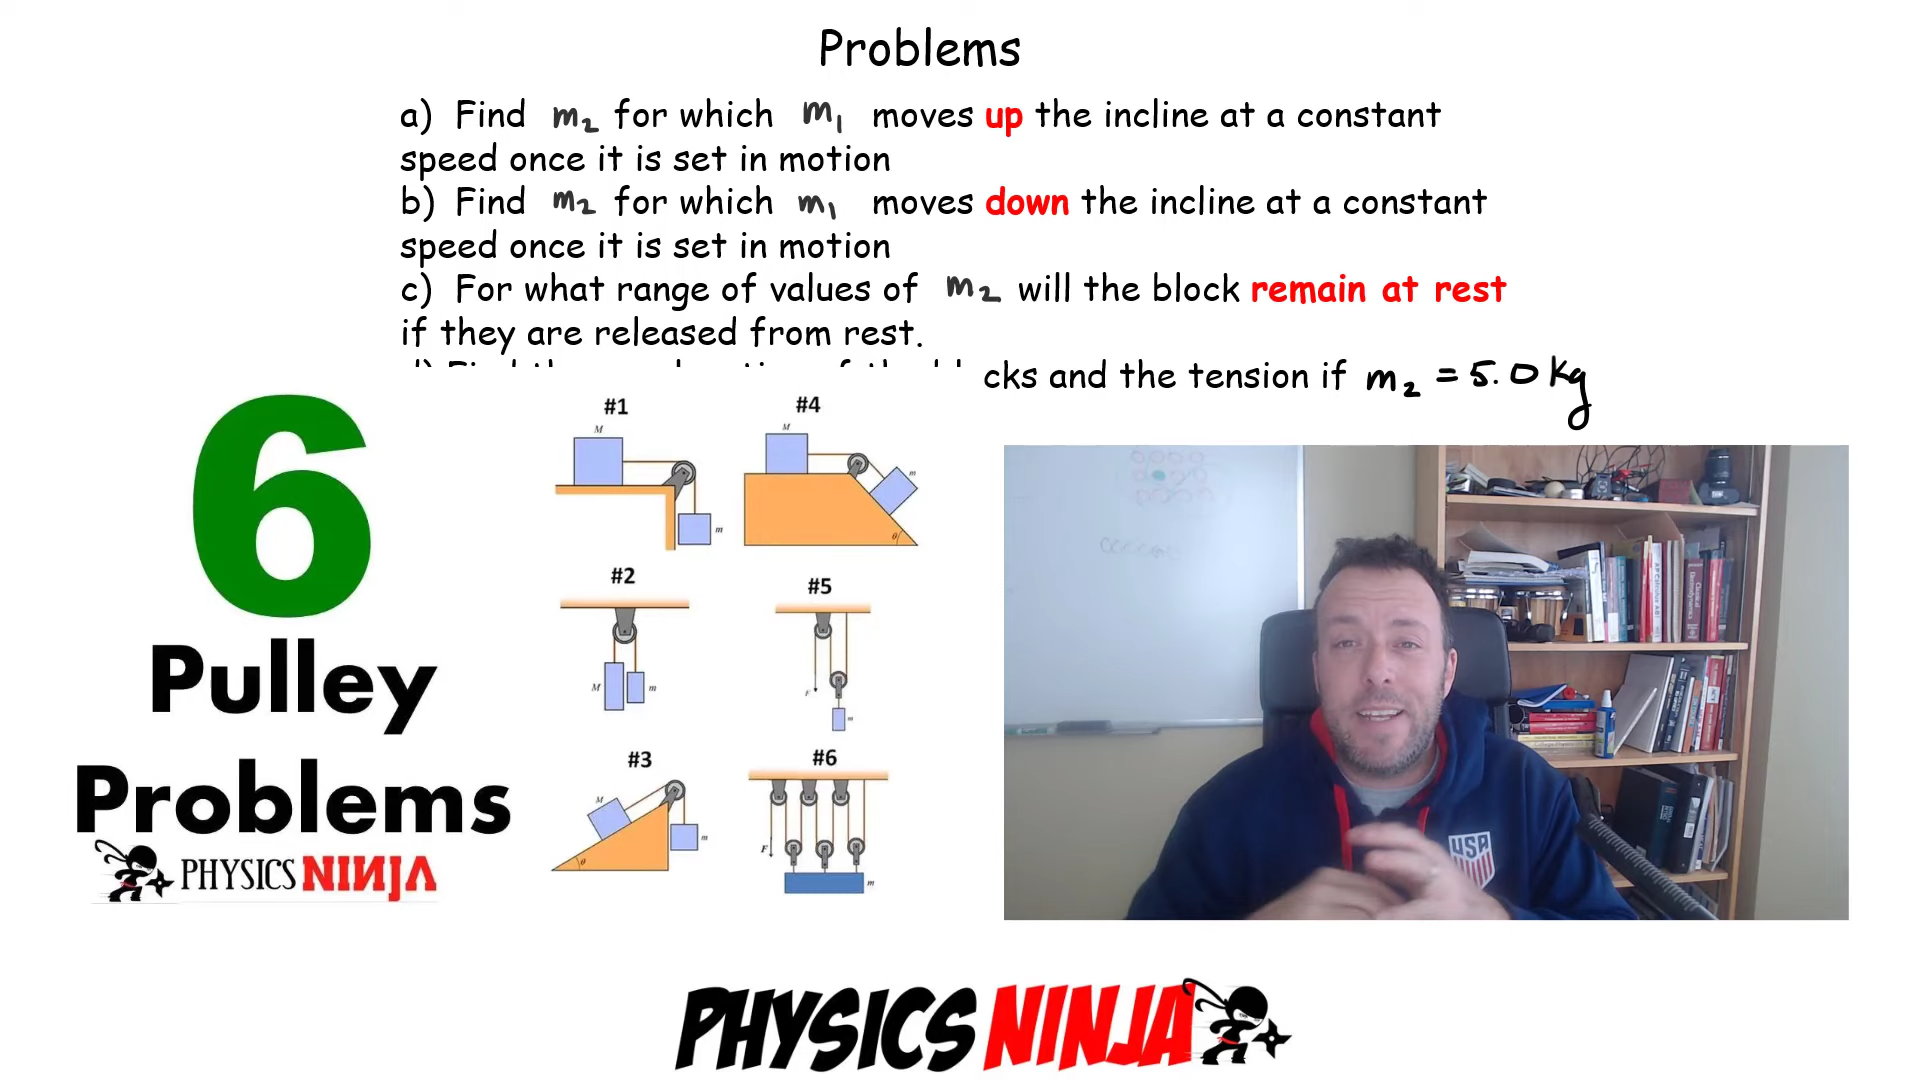 Problems
a) Find m₂ for which m₁ moves up the incline at a constant
speed once it is set in motion
b) Find m₂ for which m₁ moves down the incline at a constant
speed once it is set in motion
c) For what range of values of m₂ will the block remain at rest
if they are released from rest.
cks and the tension if m₂ = 5.0 kg
6
Pulley
Problems
PHYSICS NINJA
#1
M
m
#4
M
m
θ
#2
M
m
#5
F
m
#3
M
m
θ
#6
F
m
USA
PHYSICS NINJA